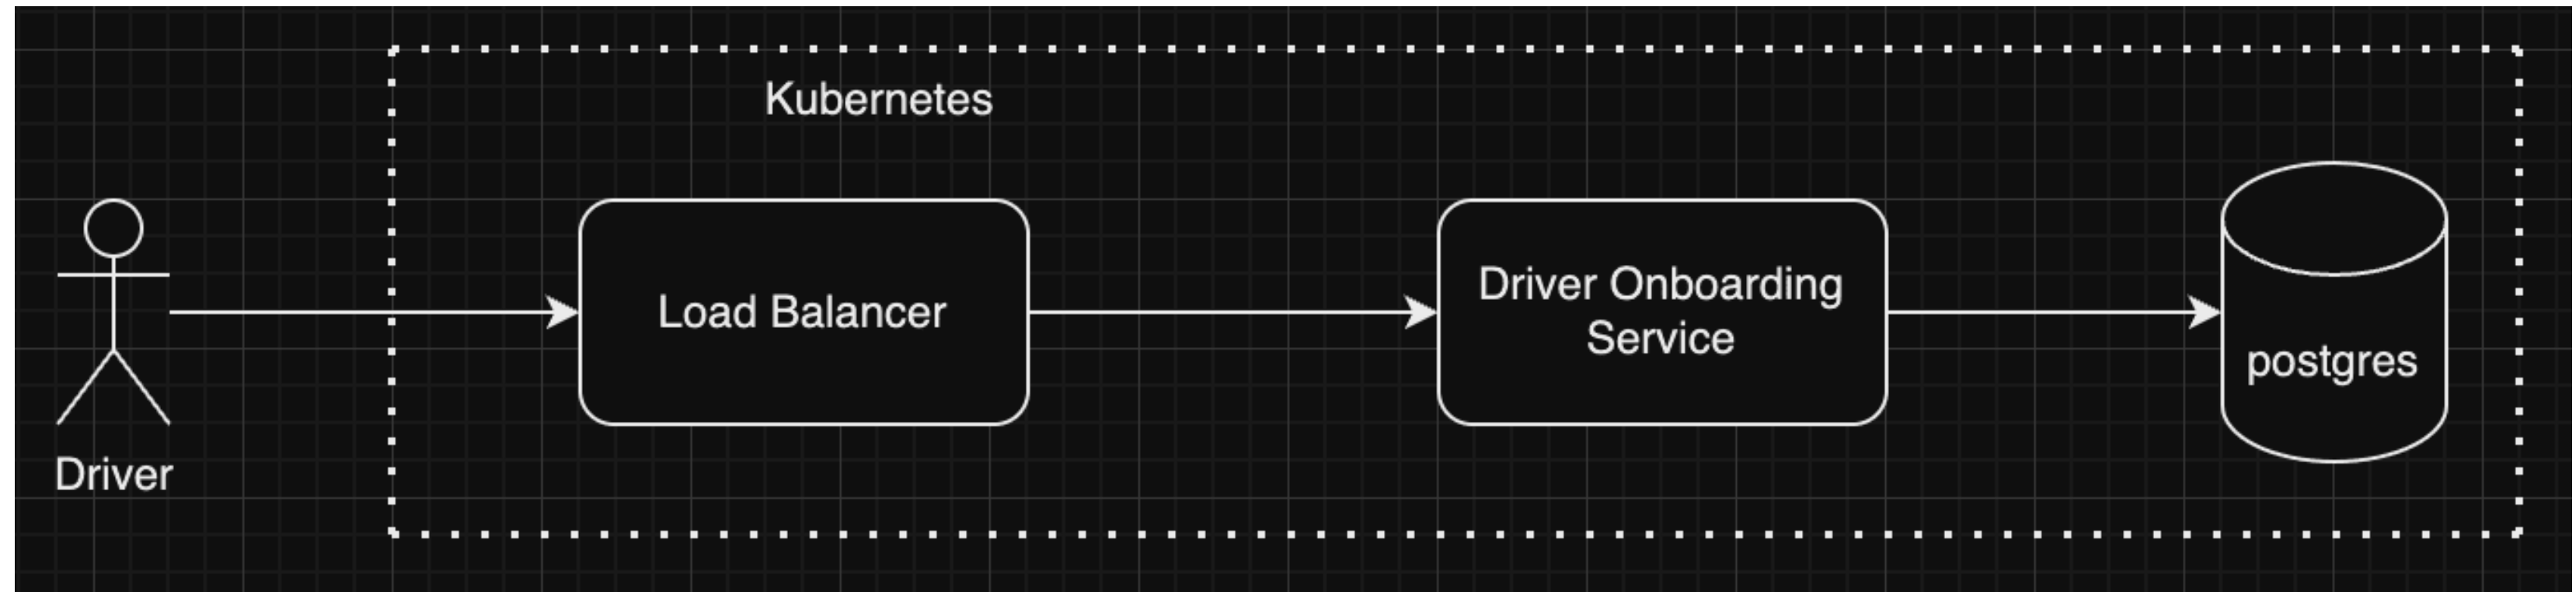 Kubernetes
Driver
Load Balancer
Driver Onboarding
Service
postgres